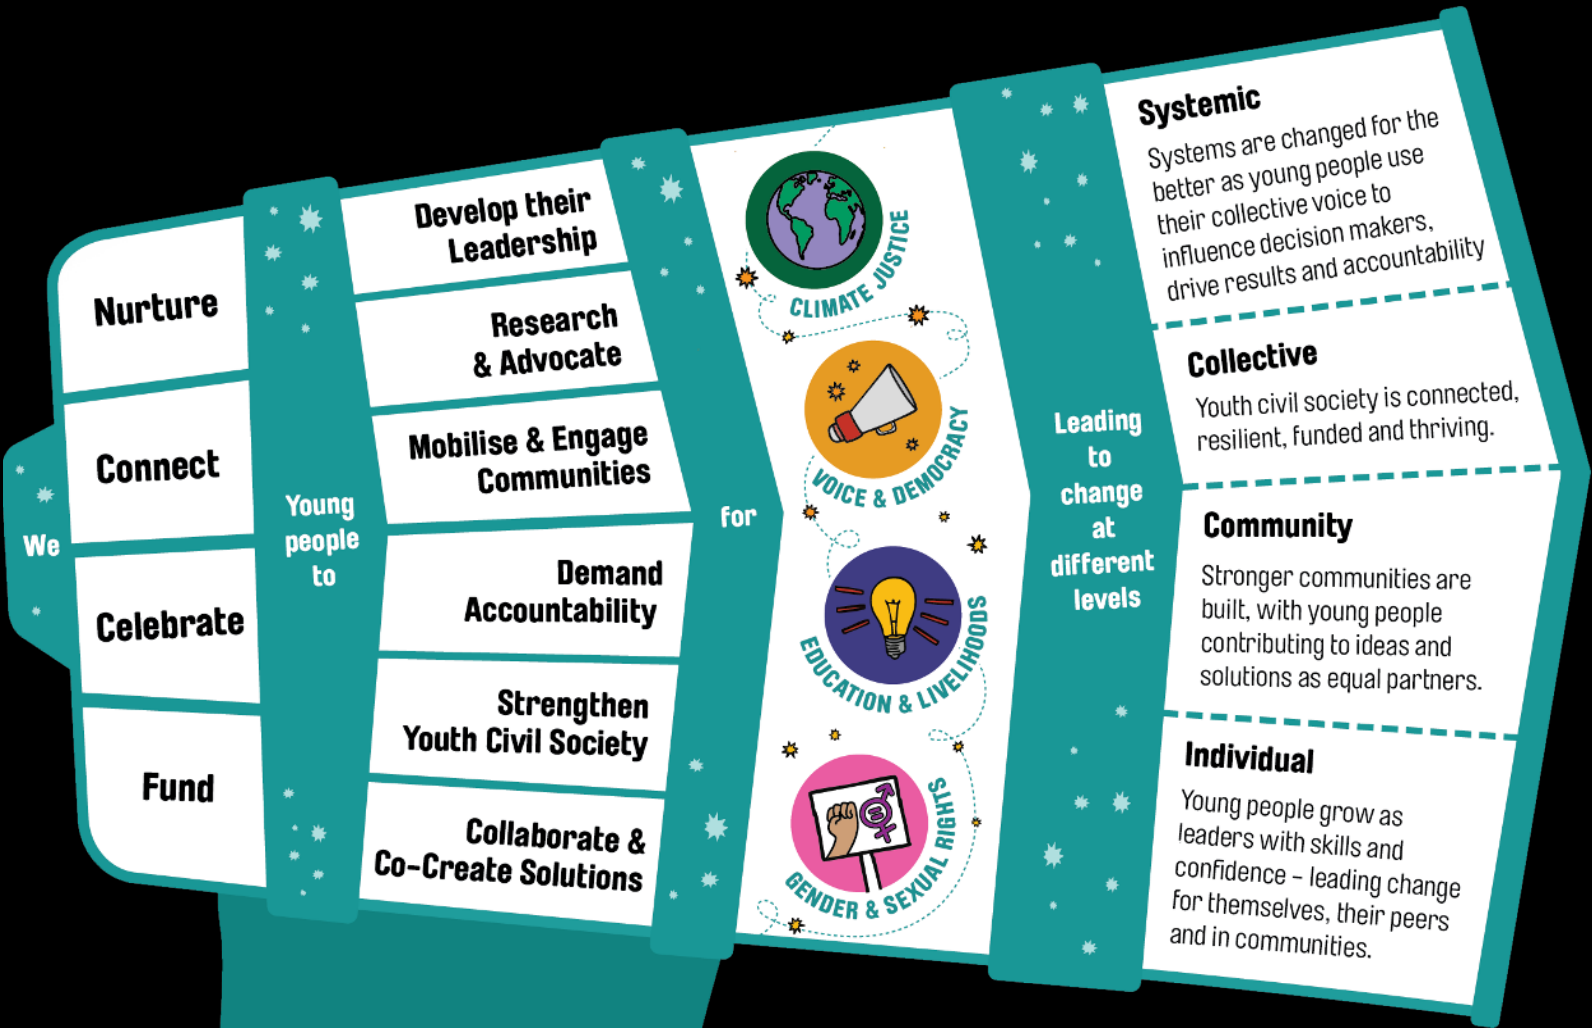 We
Nurture
Connect
Celebrate
Fund
Young
people
to
Develop their
Leadership
Research
& Advocate
Mobilise & Engage
Communities
Demand
Accountability
Strengthen
Youth Civil Society
Collaborate &
Co-Create Solutions
for
CLIMATE JUSTICE
VOICE & DEMOCRACY
EDUCATION & LIVELIHOODS
GENDER & SEXUAL RIGHTS
Leading
to
change
at
different
levels
Systemic
Systems are changed for the
better as young people use
their collective voice to
influence decision makers,
drive results and accountability
Collective
Youth civil society is connected,
resilient, funded and thriving.
Community
Stronger communities are
built, with young people
contributing to ideas and
solutions as equal partners.
Individual
Young people grow as
leaders with skills and
confidence – leading change
for themselves, their peers
and in communities.